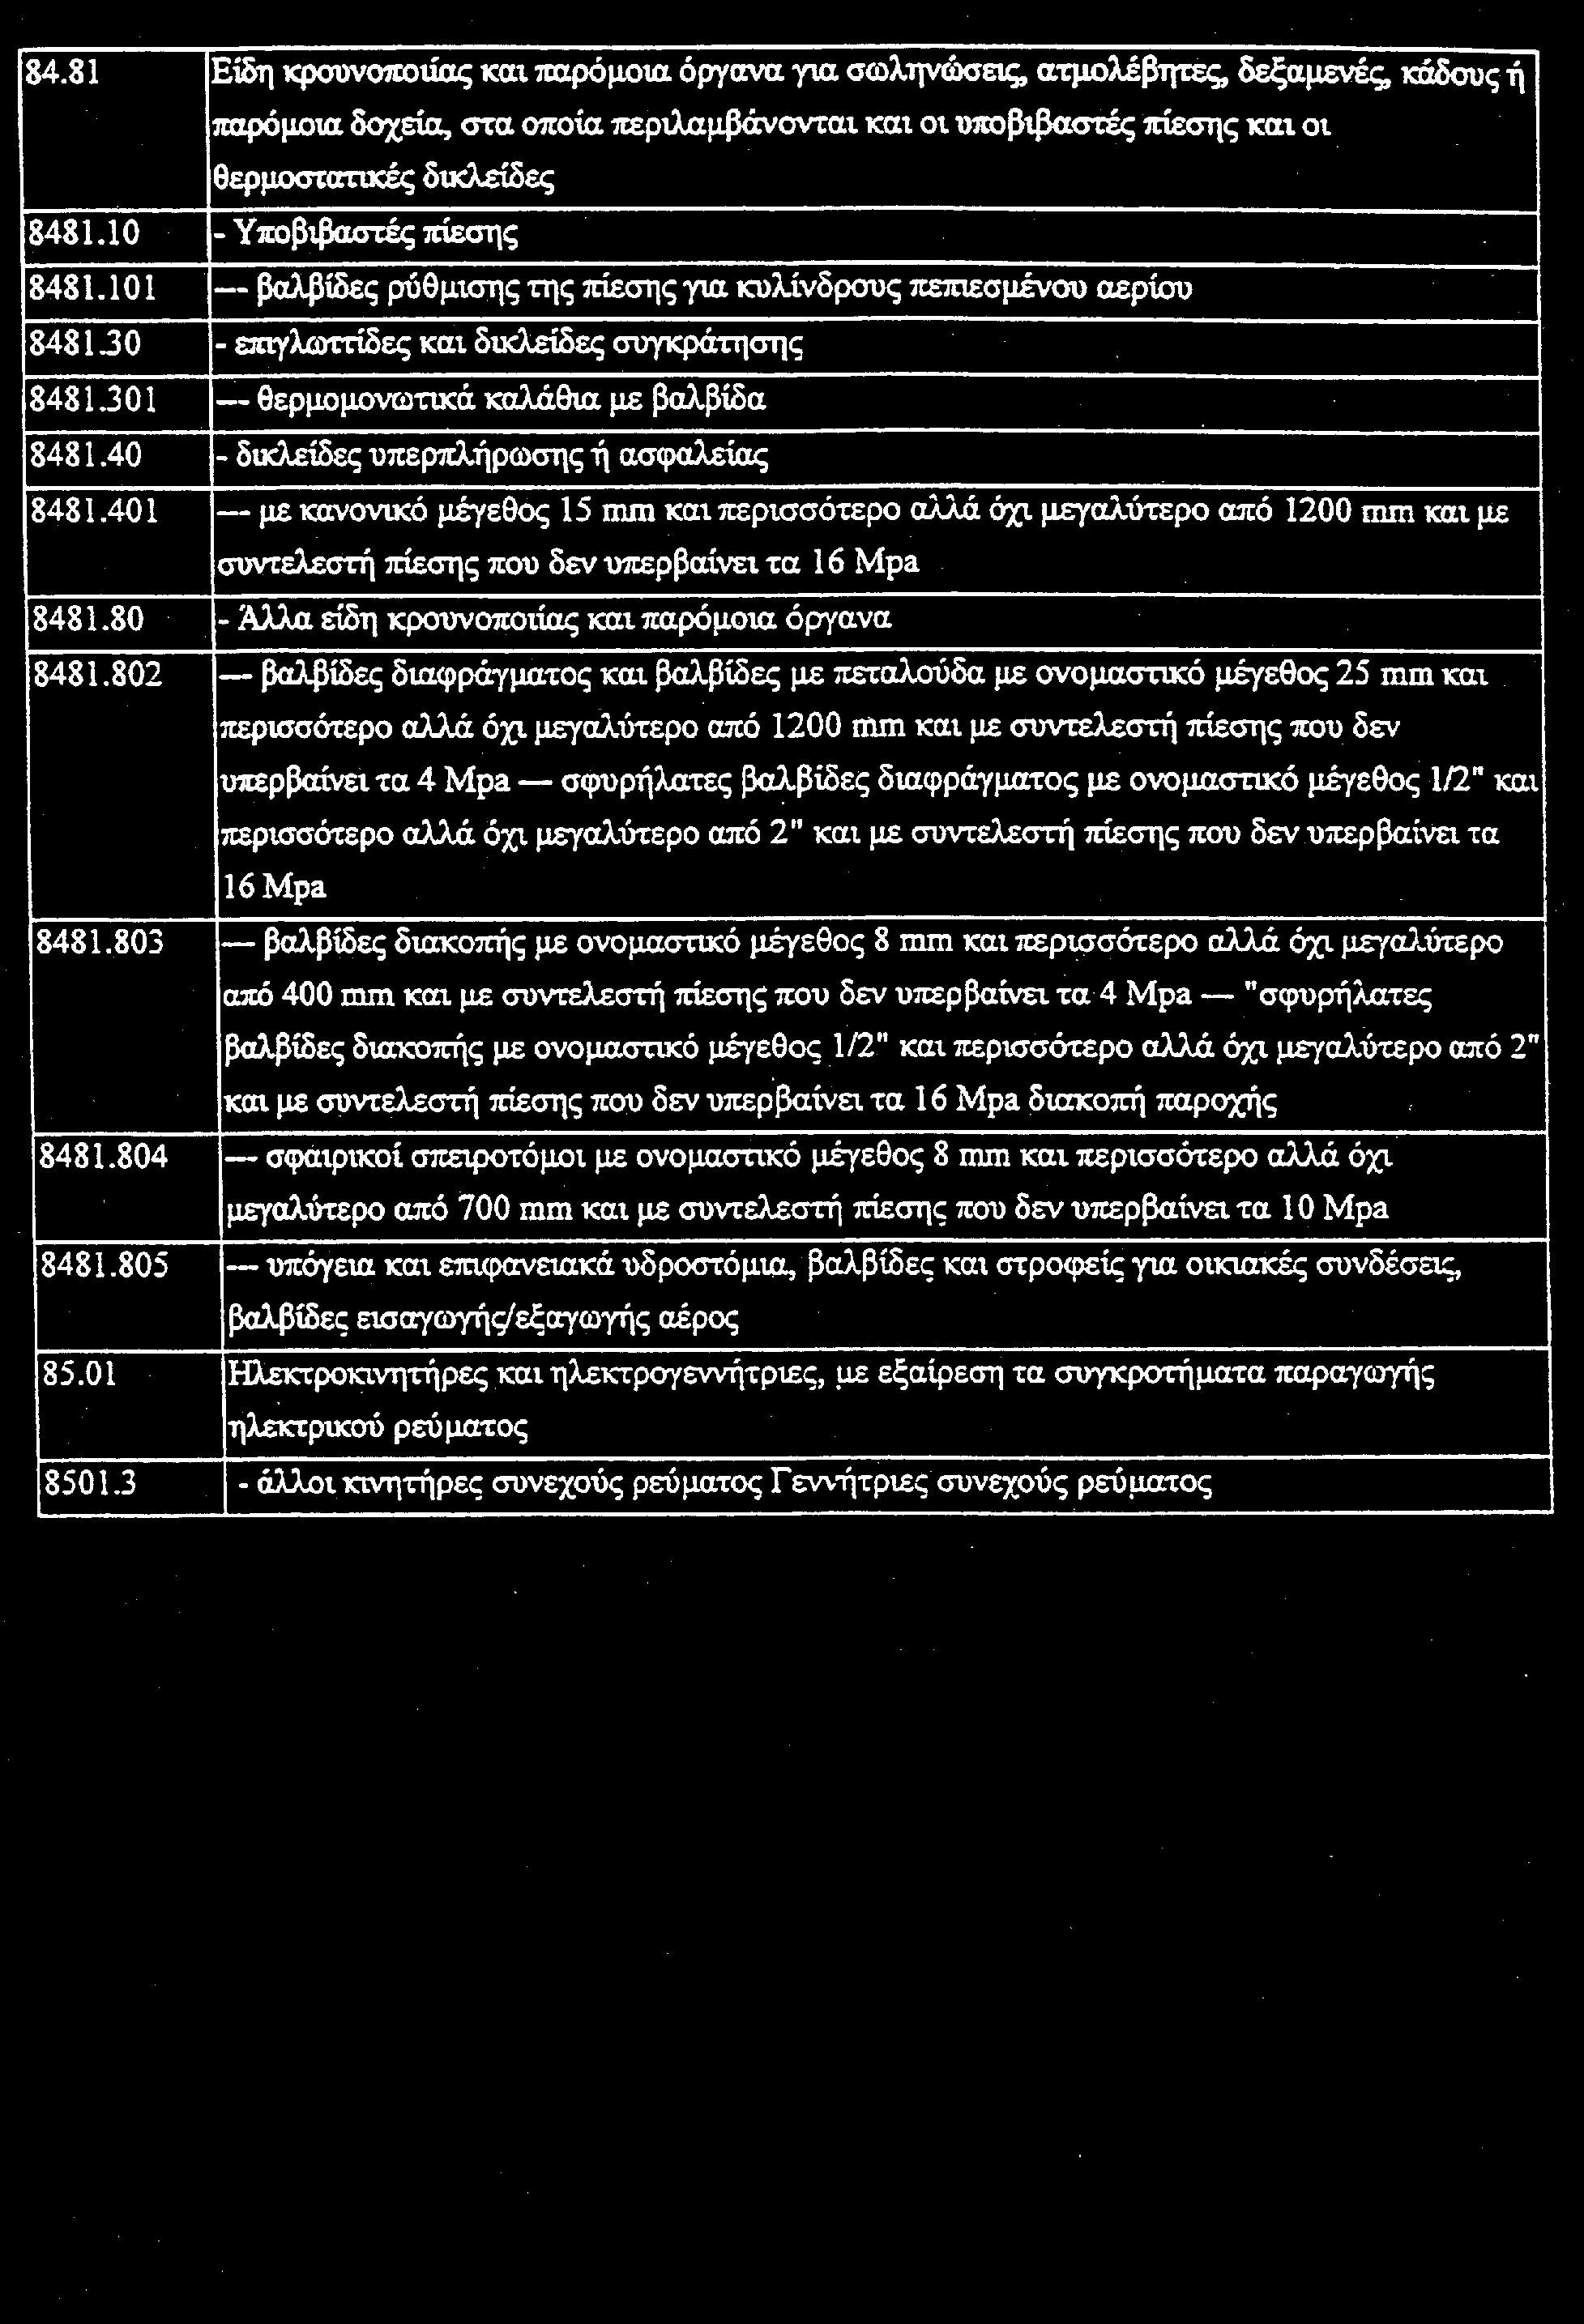 84.81 Είδη κρουνοποιίας και παρόμοια όργανα για σωληνώσεις, ατμολέβητες, δεξαμενές, κάδους ή
παρόμοια δοχεία, στα οποία περιλαμβάνονται και οι υποβιβαστές πίεσης και οι
θερμοστατικές δικλείδες
8481.10 - Υποβιβαστές πίεσης
8481.101 — βαλβίδες ρύθμισης της πίεσης για κυλίνδρους πεπιεσμένου αερίου
8481.30 - επιγλωττίδες και δικλείδες συγκράτησης
8481.301 — θερμομονωτικά καλάθια με βαλβίδα
8481.40 - δικλείδες υπερπλήρωσης ή ασφαλείας
8481.401 — με κανονικό μέγεθος 15 mm και περισσότερο αλλά όχι μεγαλύτερο από 1200 mm και με
συντελεστή πίεσης που δεν υπερβαίνει τα 16 Mpa
8481.80 - Άλλα είδη κρουνοποιίας και παρόμοια όργανα
8481.802 — βαλβίδες διαφράγματος και βαλβίδες με πεταλούδα με ονομαστικό μέγεθος 25 mm και
περισσότερο αλλά όχι μεγαλύτερο από 1200 mm και με συντελεστή πίεσης που δεν
υπερβαίνει τα 4 Mpa — σφυρήλατες βαλβίδες διαφράγματος με ονομαστικό μέγεθος 1/2" και
περισσότερο αλλά όχι μεγαλύτερο από 2" και με συντελεστή πίεσης που δεν υπερβαίνει τα
16 Mpa
8481.803 — βαλβίδες διακοπής με ονομαστικό μέγεθος 8 mm και περισσότερο αλλά όχι μεγαλύτερο
από 400 mm και με συντελεστή πίεσης που δεν υπερβαίνει τα 4 Mpa — "σφυρήλατες
βαλβίδες διακοπής με ονομαστικό μέγεθος 1/2" και περισσότερο αλλά όχι μεγαλύτερο από 2"
και με συντελεστή πίεσης που δεν υπερβαίνει τα 16 Mpa διακοπή παροχής
8481.804 — σφαιρικοί σπειροτόμοι με ονομαστικό μέγεθος 8 mm και περισσότερο αλλά όχι
μεγαλύτερο από 700 mm και με συντελεστή πίεσης που δεν υπερβαίνει τα 10 Mpa
8481.805 — υπόγεια και επιφανειακά υδροστόμια, βαλβίδες και στροφείς για οικιακές συνδέσεις,
βαλβίδες εισαγωγής/εξαγωγής αέρος
85.01 Ηλεκτροκινητήρες και ηλεκτρογεννήτριες, με εξαίρεση τα συγκροτήματα παραγωγής
ηλεκτρικού ρεύματος
8501.3 - άλλοι κινητήρες συνεχούς ρεύματος Γεννήτριες συνεχούς ρεύματος